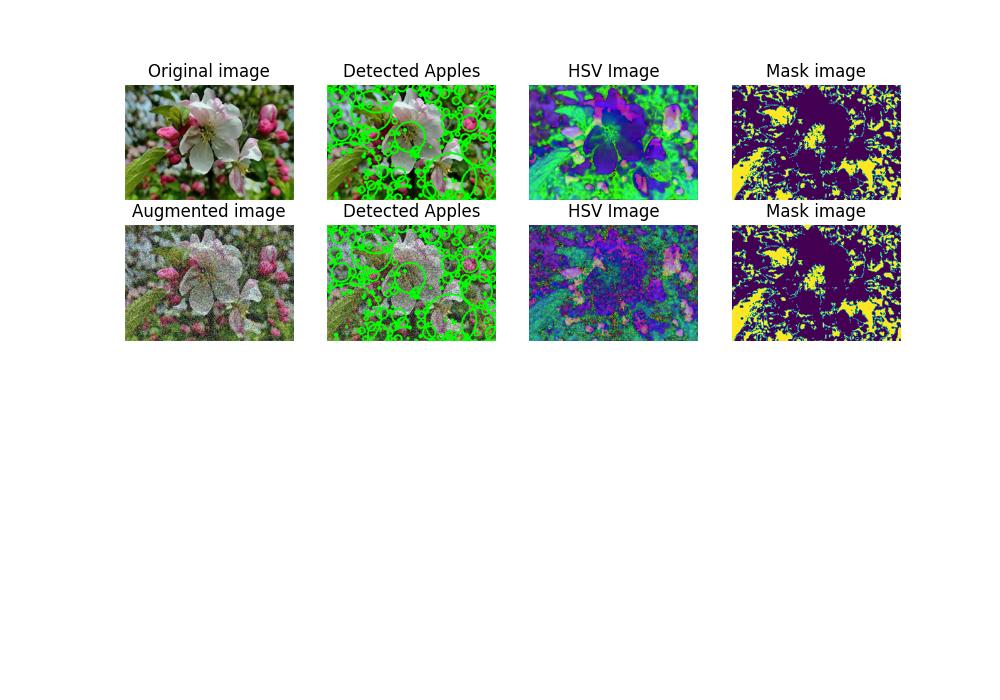 Original image
Detected Apples
HSV Image
Mask image
Augmented image
Detected Apples
HSV Image
Mask image